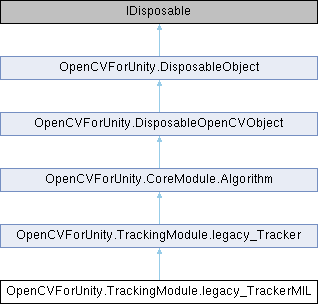 IDisposable
OpenCVForUnity.DisposableObject
OpenCVForUnity.DisposableOpenCVObject
OpenCVForUnity.CoreModule.Algorithm
OpenCVForUnity.TrackingModule.legacy_Tracker
OpenCVForUnity.TrackingModule.legacy_TrackerMIL